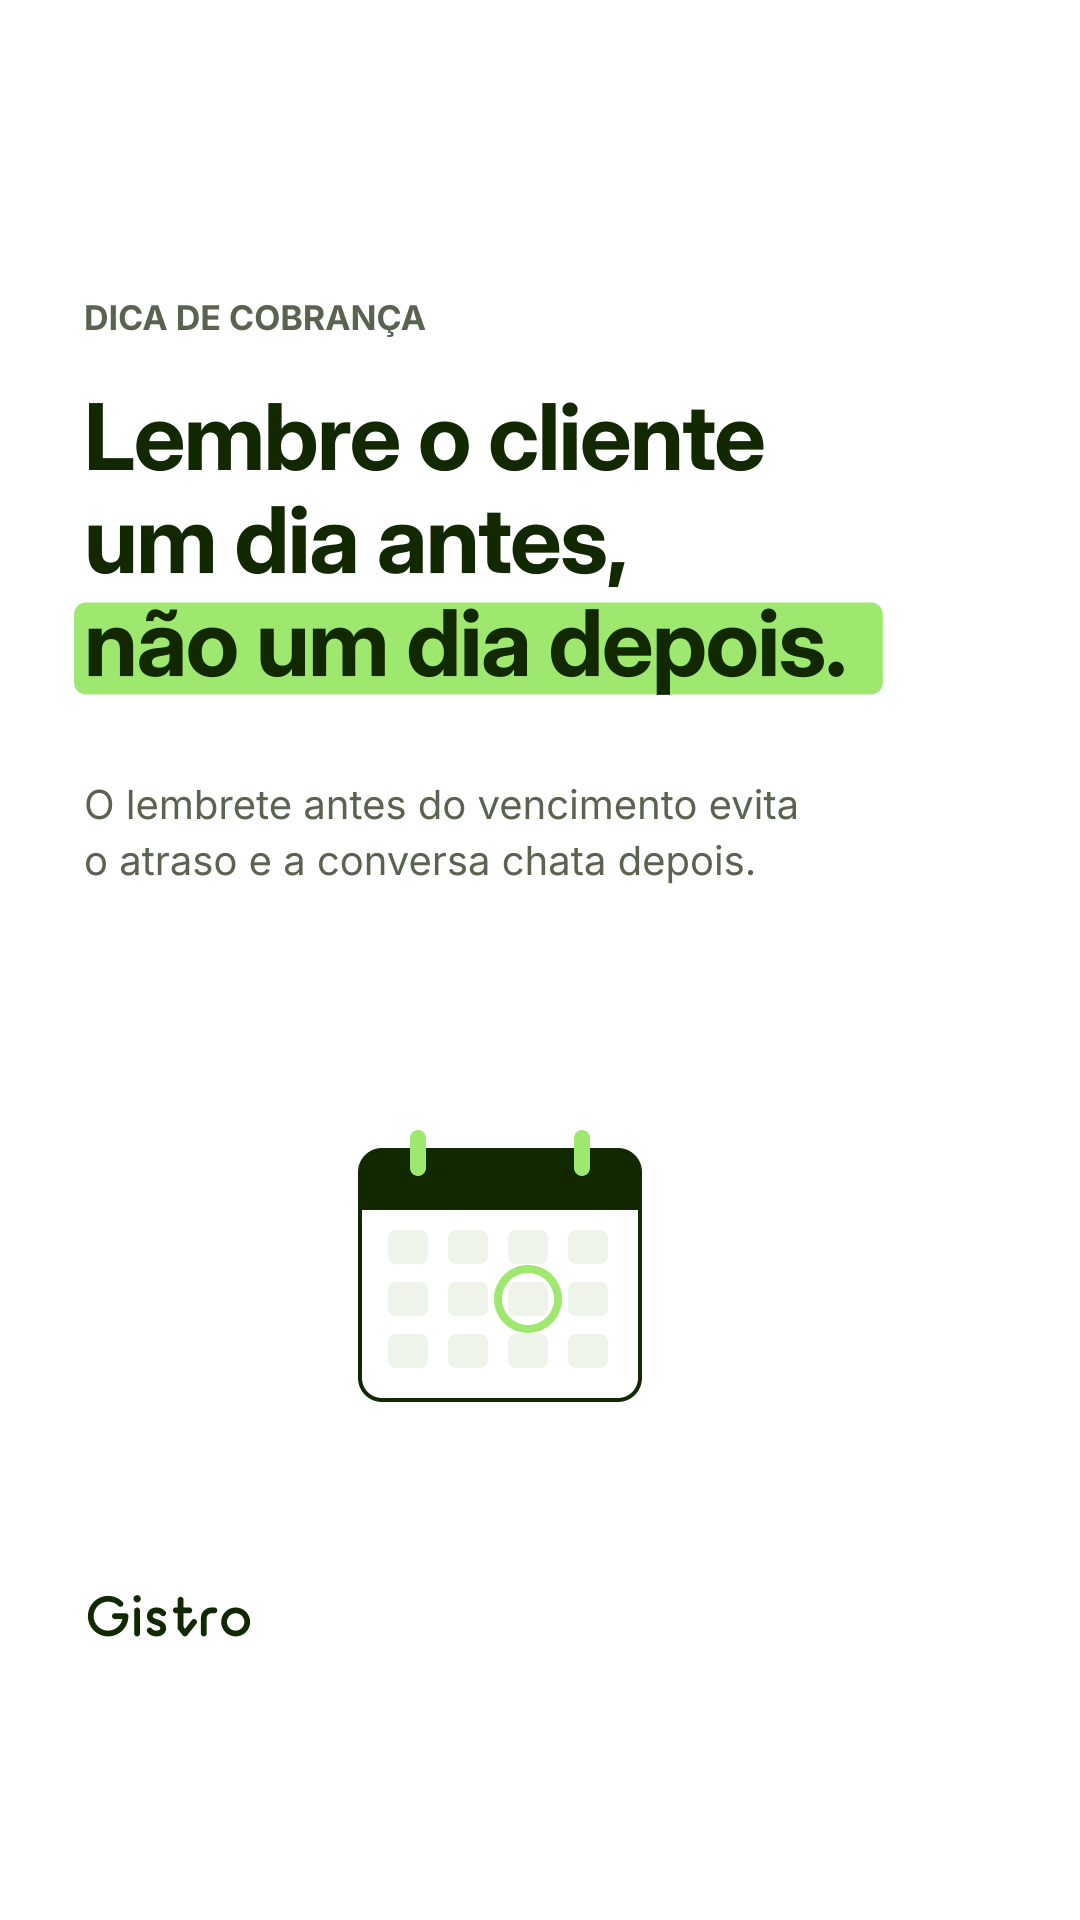 DICA DE COBRANÇA
Lembre o cliente
um dia antes,
não um dia depois.
O lembrete antes do vencimento evita
o atraso e a conversa chata depois.
Gistro